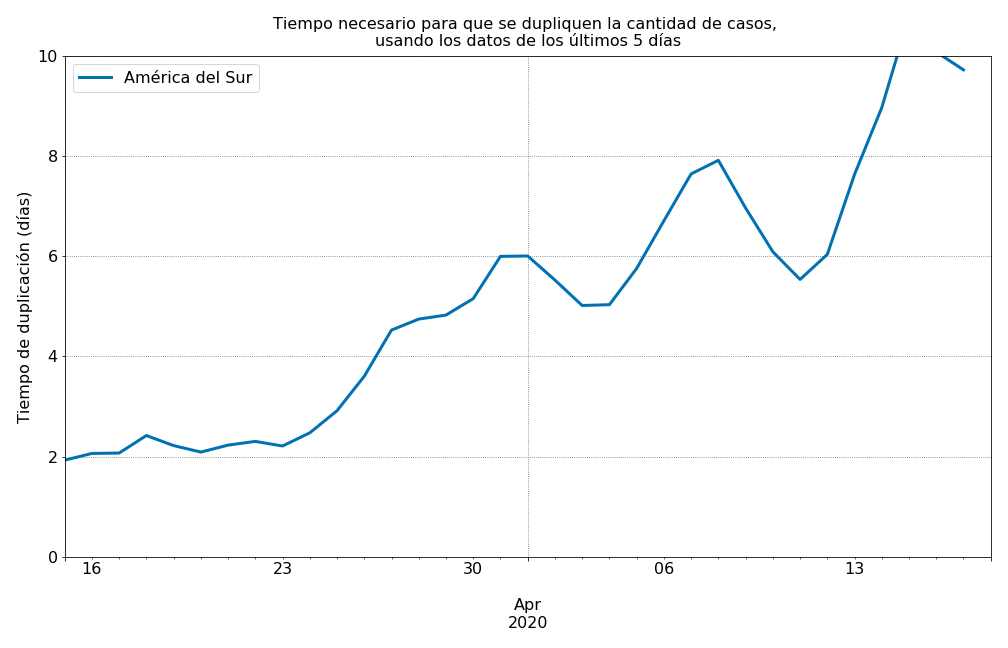 Tiempo necesario para que se dupliquen la cantidad de casos,
usando los datos de los últimos 5 días
América del Sur
Tiempo de duplicación (días)
10
8
6
4
2
0
16 23 30 06 13
Apr
2020